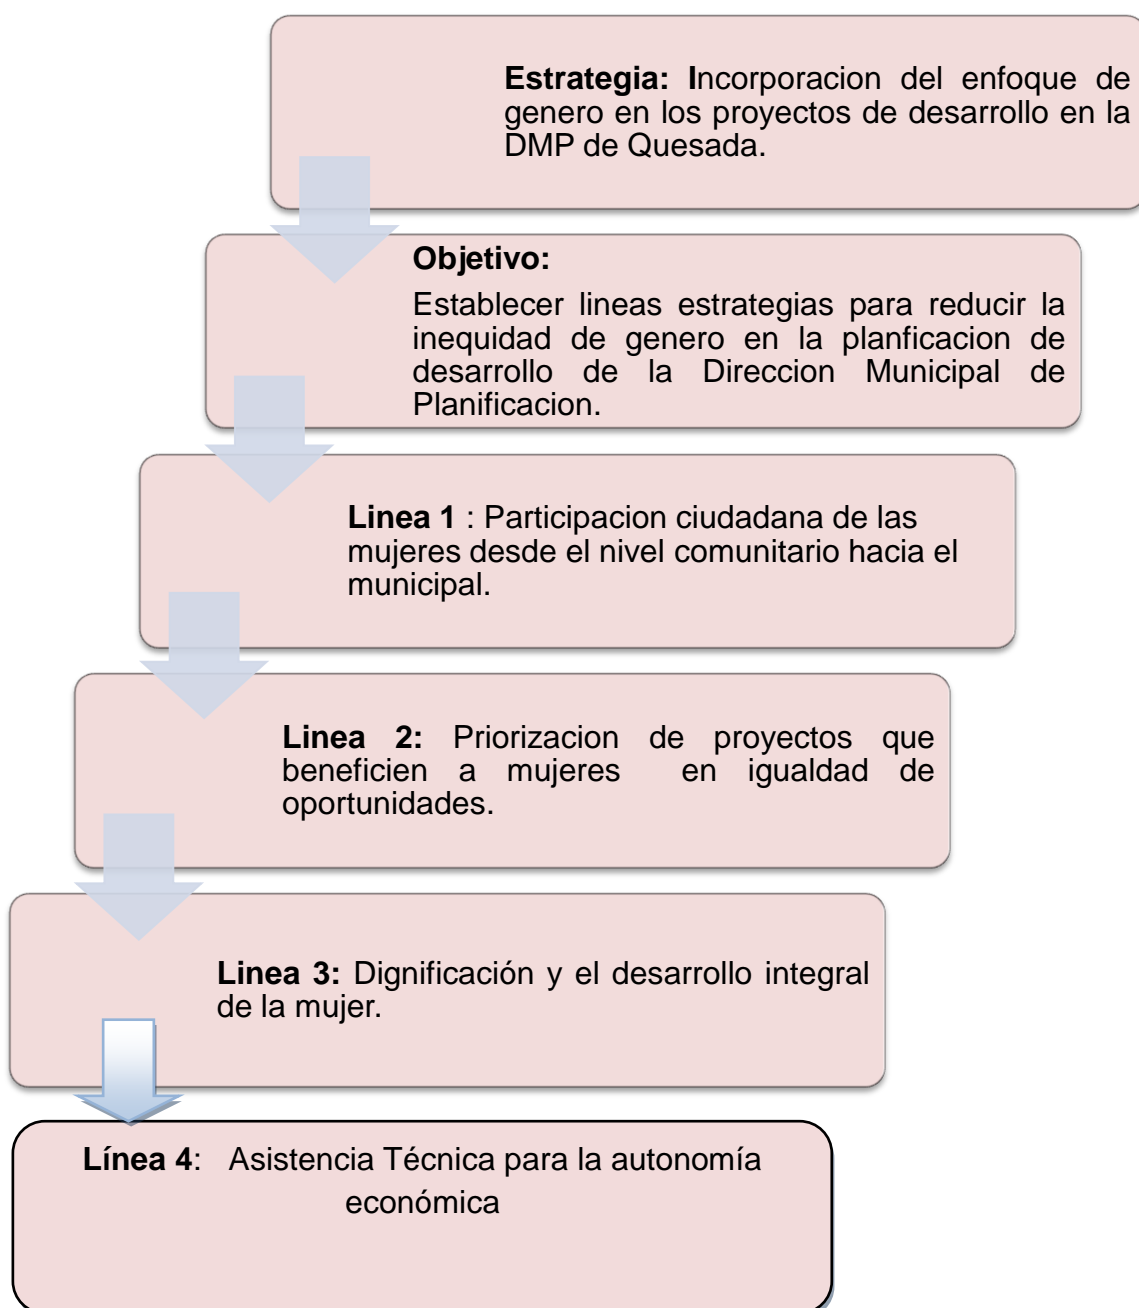 Estrategia: Incorporacion del enfoque de
genero en los proyectos de desarrollo en la
DMP de Quesada.
Objetivo:
Establecer lineas estrategias para reducir la
inequidad de genero en la planficacion de
desarrollo de la Direccion Municipal de
Planificacion.
Linea 1 : Participacion ciudadana de las
mujeres desde el nivel comunitario hacia el
municipal.
Linea 2: Priorizacion de proyectos que
beneficien a mujeres en igualdad de
oportunidades.
Linea 3: Dignificación y el desarrollo integral
de la mujer.
Línea 4: Asistencia Técnica para la autonomía
económica